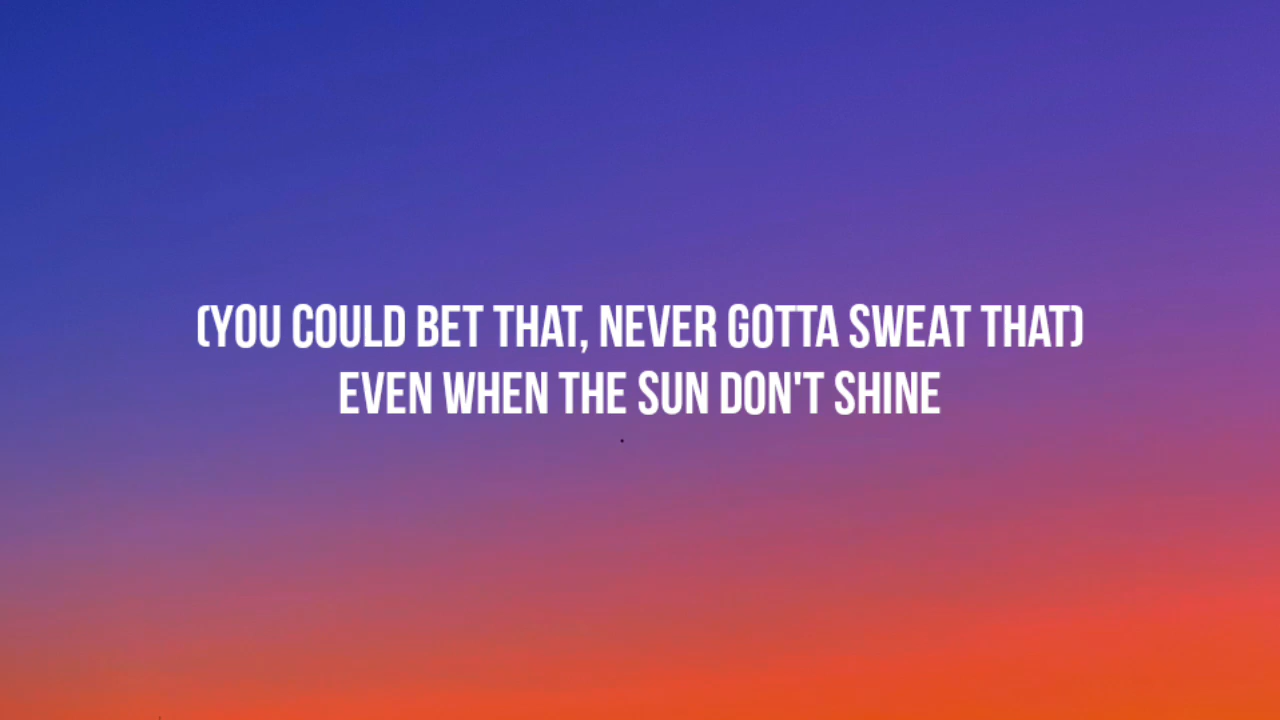 (YOU COULD BET THAT, NEVER GOTTA SWEAT THAT)
EVEN WHEN THE SUN DON'T SHINE